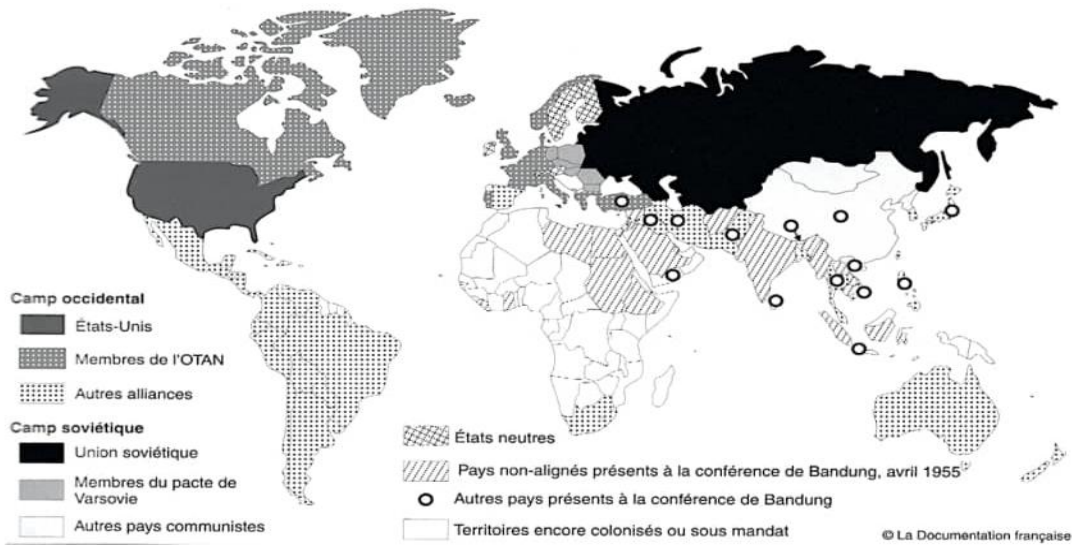 Camp occidental
États-Unis
Membres de l'OTAN
Autres alliances
Camp soviétique
Union soviétique
Membres du pacte de
Varsovie
Autres pays communistes
États neutres
Pays non-alignés présents à la conférence de Bandung, avril 1955
Autres pays présents à la conférence de Bandung
Territoires encore colonisés ou sous mandat
© La Documentation française